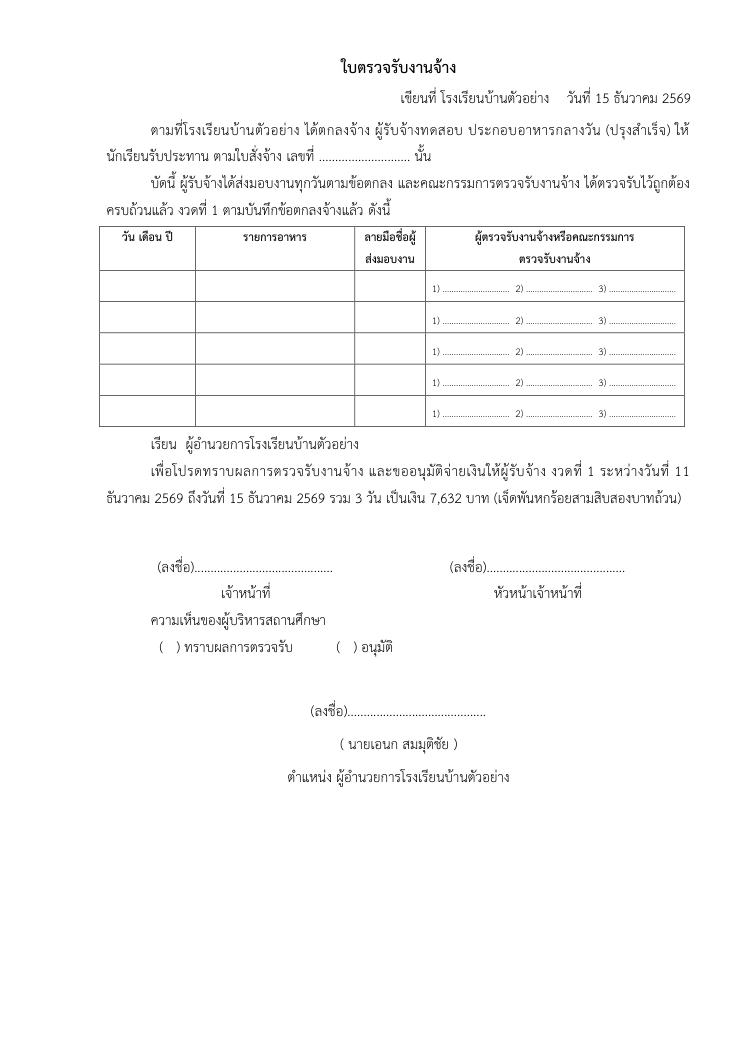 ใบตรวจรับงานจ้าง
เขียนที่ โรงเรียนบ้านตัวอย่าง วันที่ 15 ธันวาคม 2569
ตามที่โรงเรียนบ้านตัวอย่าง ได้ตกลงจ้าง ผู้รับจ้างทดสอบ ประกอบอาหารกลางวัน (ปรุงสำเร็จ) ให้
นักเรียนรับประทาน ตามใบสั่งจ้าง เลขที่ ............................ นั้น
บัดนี้ ผู้รับจ้างได้ส่งมอบงานทุกวันตามข้อตกลง และคณะกรรมการตรวจรับงานจ้าง ได้ตรวจรับไว้ถูกต้อง
ครบถ้วนแล้ว งวดที่ 1 ตามบันทึกข้อตกลงจ้างแล้ว ดังนี้
วัน เดือน ปี รายการอาหาร ลายมือชื่อผู้ส่งมอบงาน ผู้ตรวจรับงานจ้างหรือคณะกรรมการตรวจรับงานจ้าง
1) ............................ 2) ............................ 3) ............................
1) ............................ 2) ............................ 3) ............................
1) ............................ 2) ............................ 3) ............................
1) ............................ 2) ............................ 3) ............................
1) ............................ 2) ............................ 3) ............................
เรียน ผู้อำนวยการโรงเรียนบ้านตัวอย่าง
เพื่อโปรดทราบผลการตรวจรับงานจ้าง และขออนุมัติจ่ายเงินให้ผู้รับจ้าง งวดที่ 1 ระหว่างวันที่ 11
ธันวาคม 2569 ถึงวันที่ 15 ธันวาคม 2569 รวม 3 วัน เป็นเงิน 7,632 บาท (เจ็ดพันหกร้อยสามสิบสองบาทถ้วน)
(ลงชื่อ)........................................... (ลงชื่อ)...........................................
เจ้าหน้าที่ หัวหน้าเจ้าหน้าที่
ความเห็นของผู้บริหารสถานศึกษา
( ) ทราบผลการตรวจรับ ( ) อนุมัติ
(ลงชื่อ)...........................................
( นายเอนก สมมุติชัย )
ตำแหน่ง ผู้อำนวยการโรงเรียนบ้านตัวอย่าง